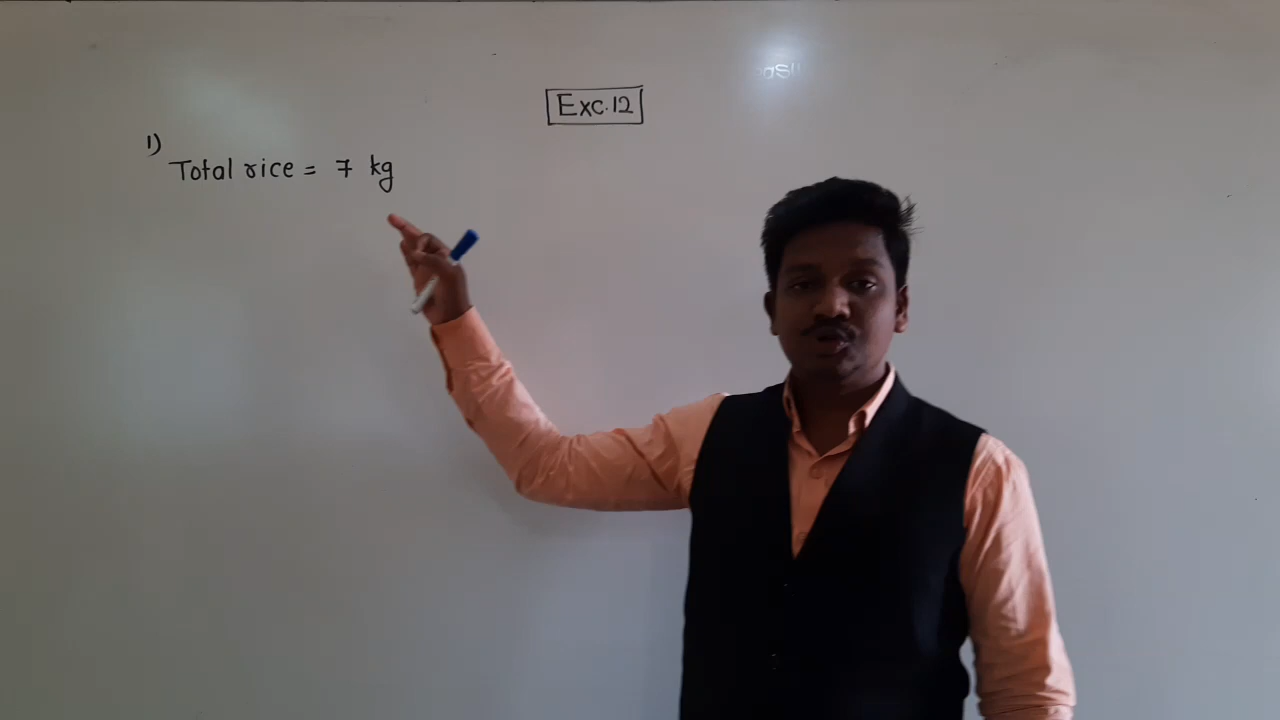 Exc.12
1)
Total rice = 7 kg